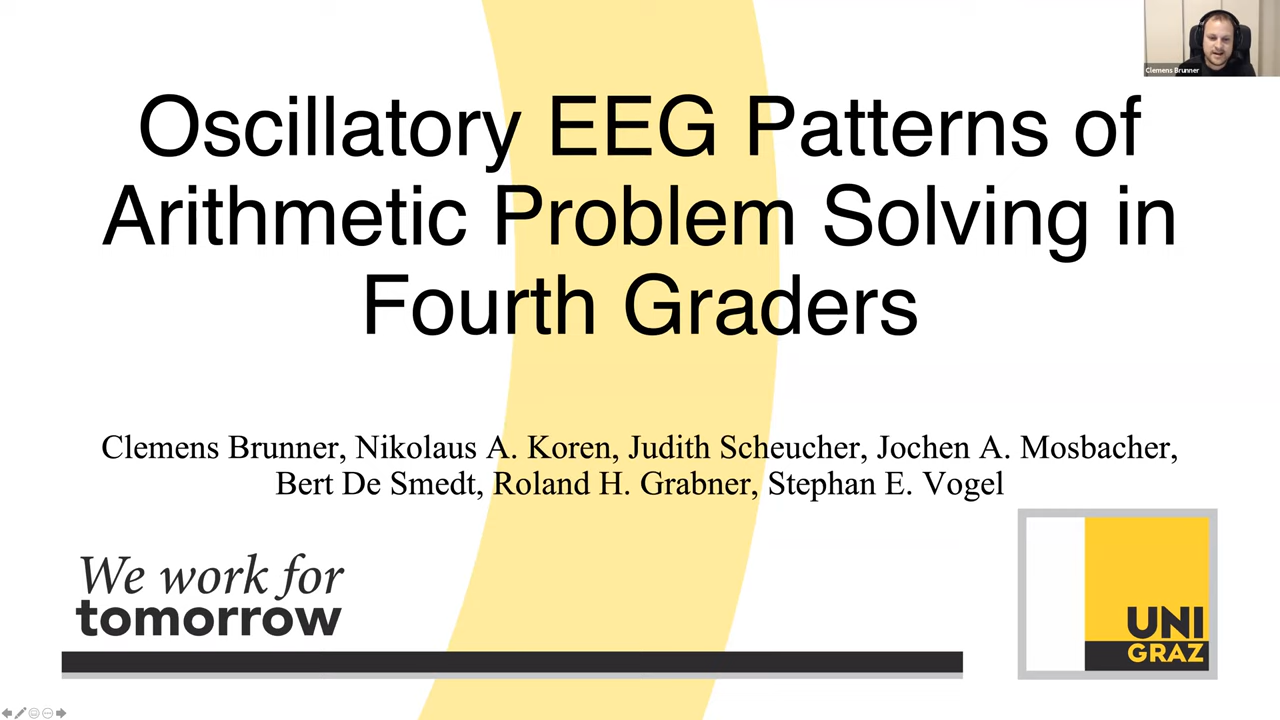 Clemens Brunner
Oscillatory EEG Patterns of
Arithmetic Problem Solving in
Fourth Graders
Clemens Brunner, Nikolaus A. Koren, Judith Scheucher, Jochen A. Mosbacher,
Bert De Smedt, Roland H. Grabner, Stephan E. Vogel
We work for
tomorrow
UNI
GRAZ